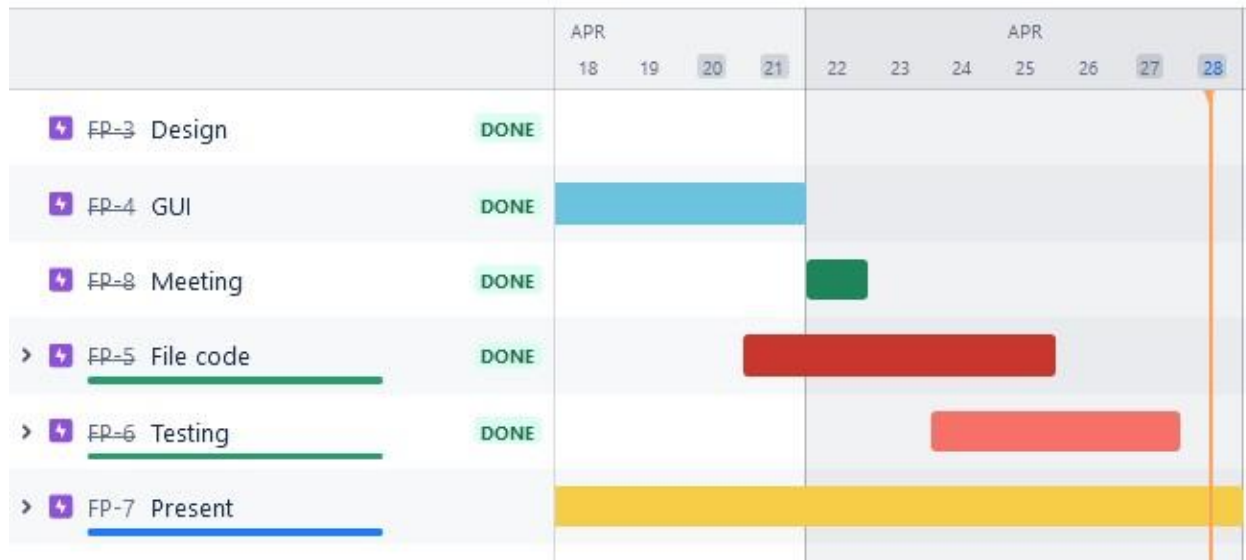 APR APR
18 19 20 21 22 23 24 25 26 27 28
FP-3 Design DONE
FP-4 GUI DONE
FP-8 Meeting DONE
FP-5 File code DONE
FP-6 Testing DONE
FP-7 Present